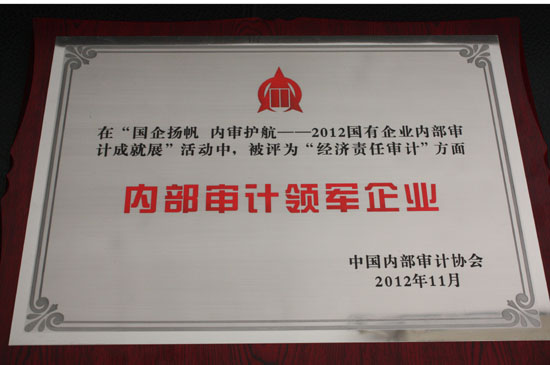 在“国企扬帆 内审护航——2012国有企业内部审
计成就展”活动中，被评为“经济责任审计”方面
内部审计领军企业
中国内部审计协会
2012年11月